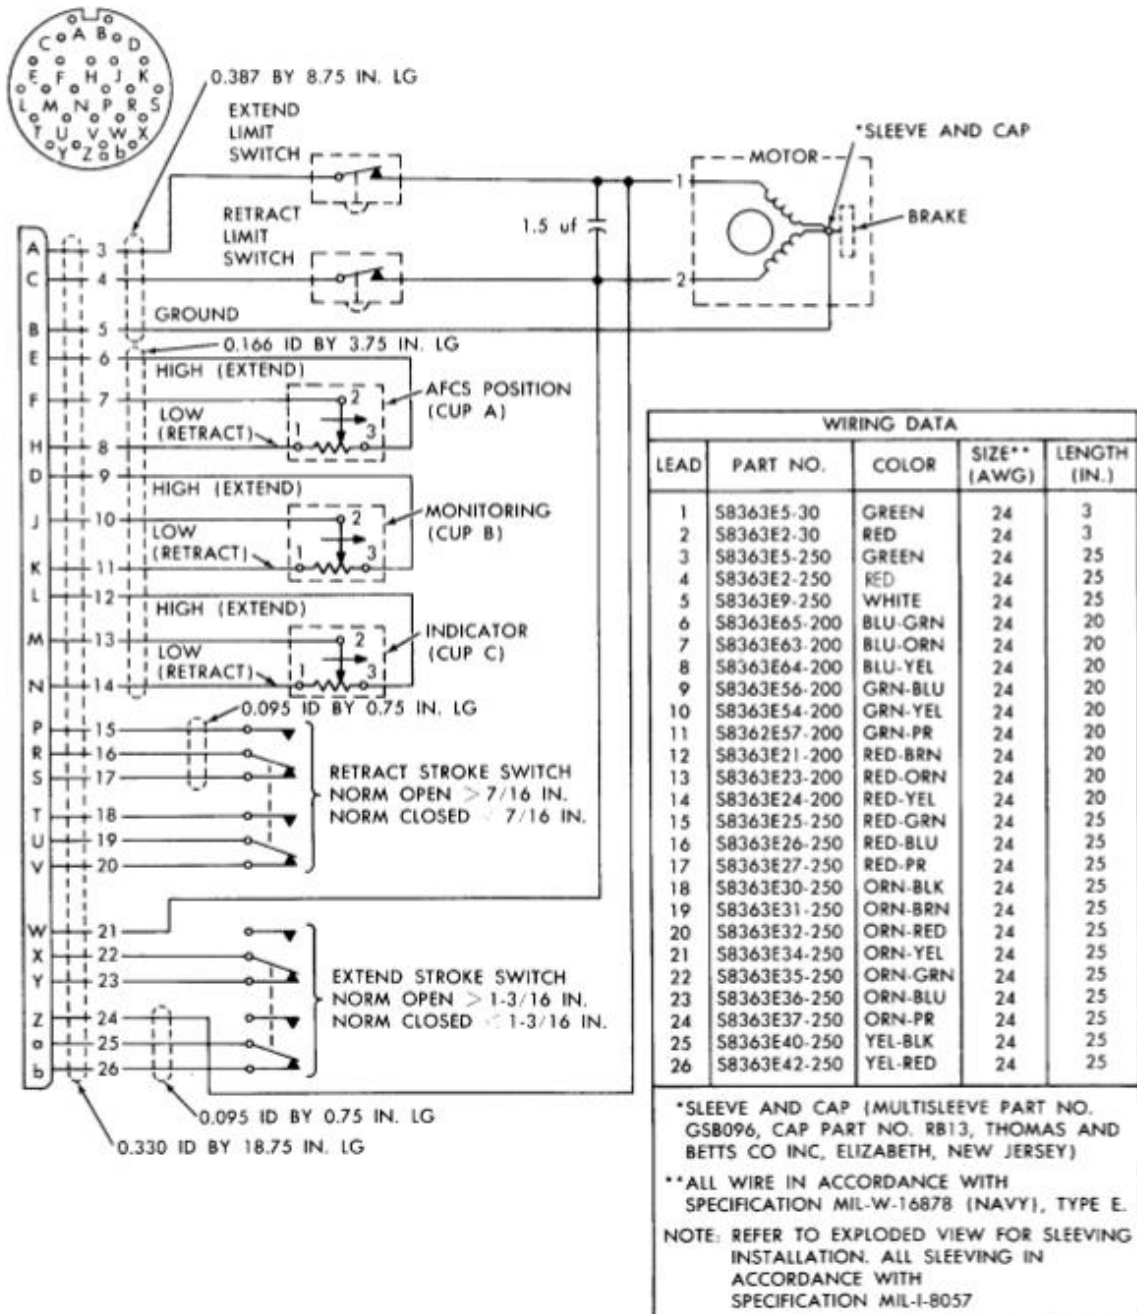 C A B D
E F H J K
L M N P R S
T U V W X
Y Z a b
0.387 BY 8.75 IN. LG
EXTEND
LIMIT
SWITCH
*SLEEVE AND CAP
MOTOR
1
BRAKE
1.5 uf
RETRACT
LIMIT
SWITCH
2
A 3
C 4
GROUND
B 5
0.166 ID BY 3.75 IN. LG
E 6
HIGH (EXTEND)
F 7
2
AFCS POSITION
(CUP A)
LOW
(RETRACT)
1 3
H 8
D 9
HIGH (EXTEND)
J 10
2
MONITORING
(CUP B)
LOW
(RETRACT)
1 3
K 11
L 12
HIGH (EXTEND)
M 13
2
INDICATOR
(CUP C)
LOW
(RETRACT)
1 3
N 14
0.095 ID BY 0.75 IN. LG
P 15
R 16
S 17
T 18
U 19
V 20
RETRACT STROKE SWITCH
NORM OPEN > 7/16 IN.
NORM CLOSED < 7/16 IN.
W 21
X 22
Y 23
Z 24
a 25
b 26
EXTEND STROKE SWITCH
NORM OPEN > 1-3/16 IN.
NORM CLOSED < 1-3/16 IN.
0.095 ID BY 0.75 IN. LG
0.330 ID BY 18.75 IN. LG
WIRING DATA
LEAD PART NO. COLOR SIZE** (AWG) LENGTH (IN.)
1 S8363E5-30 GREEN 24 3
2 S8363E2-30 RED 24 3
3 S8363E5-250 GREEN 24 25
4 S8363E2-250 RED 24 25
5 S8363E9-250 WHITE 24 25
6 S8363E65-200 BLU-GRN 24 20
7 S8363E63-200 BLU-ORN 24 20
8 S8363E64-200 BLU-YEL 24 20
9 S8363E56-200 GRN-BLU 24 20
10 S8363E54-200 GRN-YEL 24 20
11 S8362E57-200 GRN-PR 24 20
12 S8363E21-200 RED-BRN 24 20
13 S8363E23-200 RED-ORN 24 20
14 S8363E24-200 RED-YEL 24 20
15 S8363E25-250 RED-GRN 24 25
16 S8363E26-250 RED-BLU 24 25
17 S8363E27-250 RED-PR 24 25
18 S8363E30-250 ORN-BLK 24 25
19 S8363E31-250 ORN-BRN 24 25
20 S8363E32-250 ORN-RED 24 25
21 S8363E34-250 ORN-YEL 24 25
22 S8363E35-250 ORN-GRN 24 25
23 S8363E36-250 ORN-BLU 24 25
24 S8363E37-250 ORN-PR 24 25
25 S8363E40-250 YEL-BLK 24 25
26 S8363E42-250 YEL-RED 24 25
*SLEEVE AND CAP (MULTISLEEVE PART NO.
GSB096, CAP PART NO. RB13, THOMAS AND
BETTS CO INC, ELIZABETH, NEW JERSEY)
**ALL WIRE IN ACCORDANCE WITH
SPECIFICATION MIL-W-16878 (NAVY), TYPE E.
NOTE: REFER TO EXPLODED VIEW FOR SLEEVING
INSTALLATION. ALL SLEEVING IN
ACCORDANCE WITH
SPECIFICATION MIL-I-8057